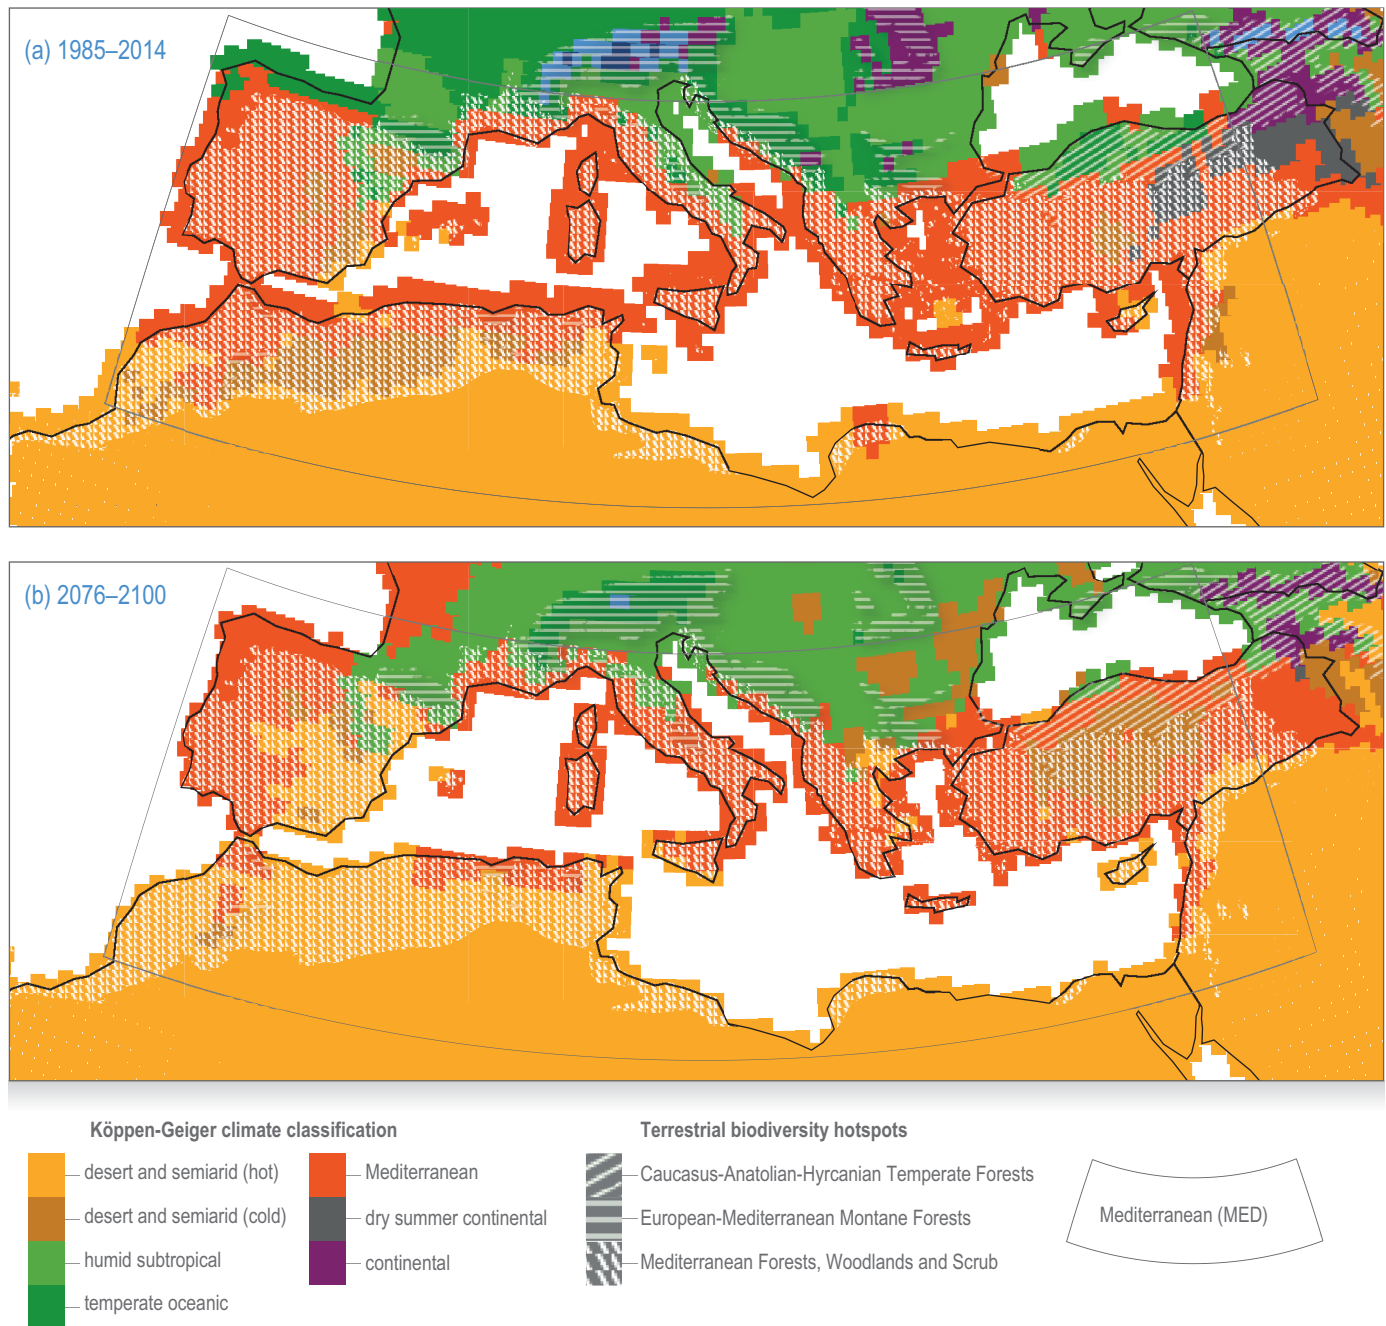 (a) 1985–2014
(b) 2076–2100
Köppen-Geiger climate classification
desert and semiarid (hot)
desert and semiarid (cold)
humid subtropical
temperate oceanic
Mediterranean
dry summer continental
continental
Terrestrial biodiversity hotspots
Caucasus-Anatolian-Hyrcanian Temperate Forests
European-Mediterranean Montane Forests
Mediterranean Forests, Woodlands and Scrub
Mediterranean (MED)